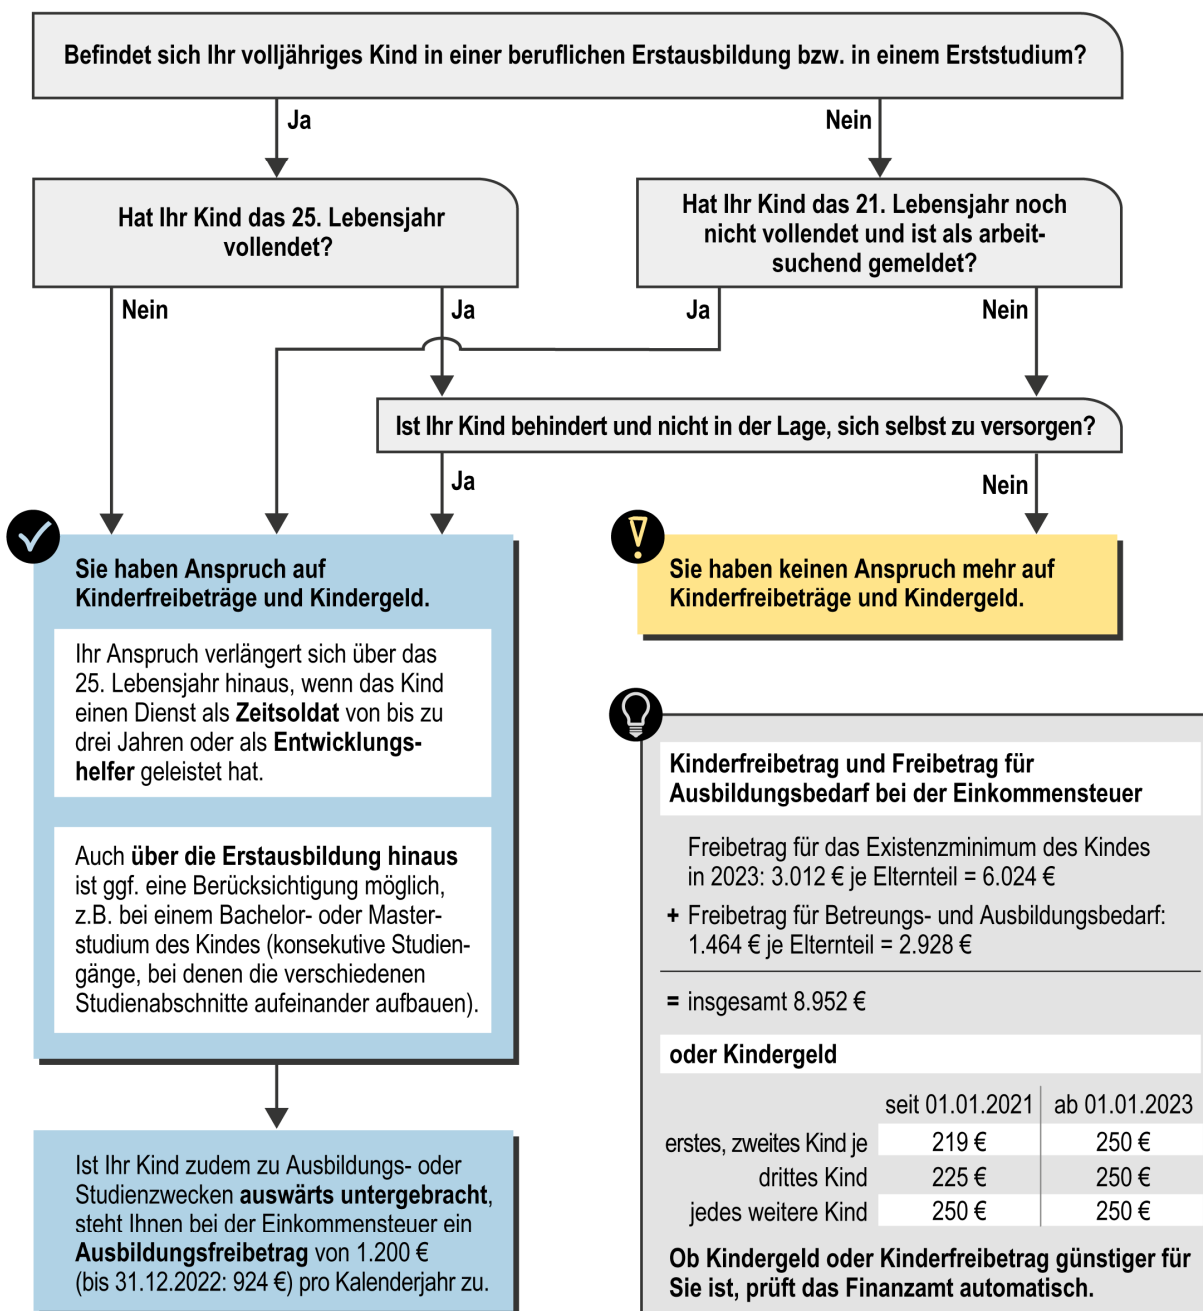 Befindet sich Ihr volljähriges Kind in einer beruflichen Erstausbildung bzw. in einem Erststudium?
Ja
Nein
Hat Ihr Kind das 25. Lebensjahr
vollendet?
Hat Ihr Kind das 21. Lebensjahr noch
nicht vollendet und ist als arbeit-
suchend gemeldet?
Nein
Ja
Ja
Nein
Ist Ihr Kind behindert und nicht in der Lage, sich selbst zu versorgen?
Ja
Nein
Sie haben Anspruch auf
Kinderfreibeträge und Kindergeld.
Ihr Anspruch verlängert sich über das
25. Lebensjahr hinaus, wenn das Kind
einen Dienst als Zeitsoldat von bis zu
drei Jahren oder als Entwicklungs-
helfer geleistet hat.
Auch über die Erstausbildung hinaus
ist ggf. eine Berücksichtigung möglich,
z.B. bei einem Bachelor- oder Master-
studium des Kindes (konsekutive Studien-
gänge, bei denen die verschiedenen
Studienabschnitte aufeinander aufbauen).
Ist Ihr Kind zudem zu Ausbildungs- oder
Studienzwecken auswärts untergebracht,
steht Ihnen bei der Einkommensteuer ein
Ausbildungsfreibetrag von 1.200 €
(bis 31.12.2022: 924 €) pro Kalenderjahr zu.
Sie haben keinen Anspruch mehr auf
Kinderfreibeträge und Kindergeld.
Kinderfreibetrag und Freibetrag für
Ausbildungsbedarf bei der Einkommensteuer
Freibetrag für das Existenzminimum des Kindes
in 2023: 3.012 € je Elternteil = 6.024 €
+ Freibetrag für Betreungs- und Ausbildungsbedarf:
1.464 € je Elternteil = 2.928 €
= insgesamt 8.952 €
oder Kindergeld
seit 01.01.2021 ab 01.01.2023
erstes, zweites Kind je 219 € 250 €
drittes Kind 225 € 250 €
jedes weitere Kind 250 € 250 €
Ob Kindergeld oder Kinderfreibetrag günstiger für
Sie ist, prüft das Finanzamt automatisch.